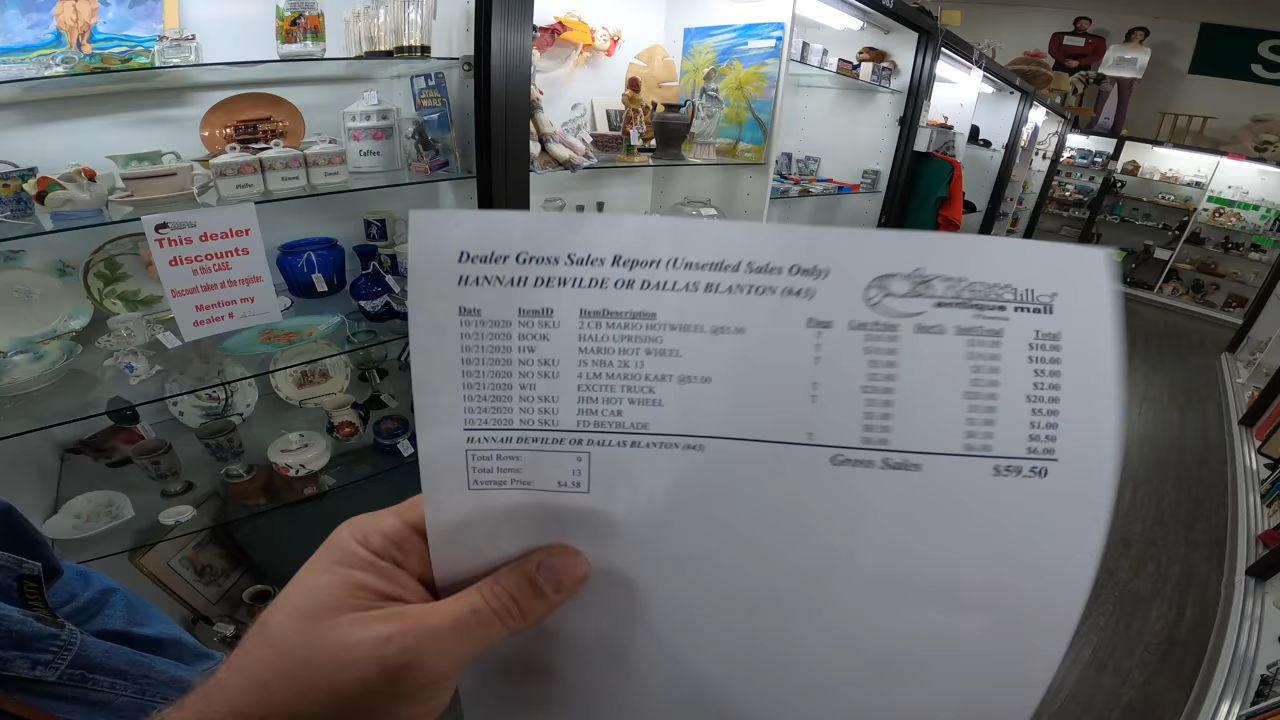 STAR WARS
Coffee.
Pfeffer
Zimmt
This dealer
discounts
in this CASE.
Discount taken at the register.
Mention my
dealer #
Dealer Gross Sales Report (Unsettled Sales Only)
HANNAH DEWILDE OR DALLAS BLANTON (843)
antique mall
Date ItemID ItemDescription Total
10/19/2020 NO SKU 2 CB MARIO HOTWHEEL @$5.00 $10.00
10/21/2020 BOOK HALO UPRISING $10.00
10/21/2020 HW MARIO HOT WHEEL $5.00
10/21/2020 NO SKU JS NBA 2K 13 $2.00
10/21/2020 NO SKU 4 LM MARIO KART @$5.00 $20.00
10/21/2020 WII EXCITE TRUCK $5.00
10/24/2020 NO SKU JHM HOT WHEEL $1.00
10/24/2020 NO SKU JHM CAR $0.50
10/24/2020 NO SKU FD BEYBLADE $6.00
HANNAH DEWILDE OR DALLAS BLANTON (843)
Gross Sales $59.50
Total Rows: 9
Total Items: 13
Average Price: $4.58
S